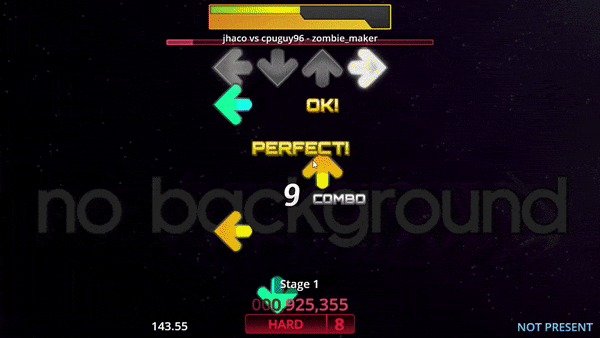 jhaco vs cpuguy96 - zombie_maker
OK!
PERFECT!
9 COMBO
no background
Stage 1
000,925,355
HARD 8
143.55
NOT PRESENT